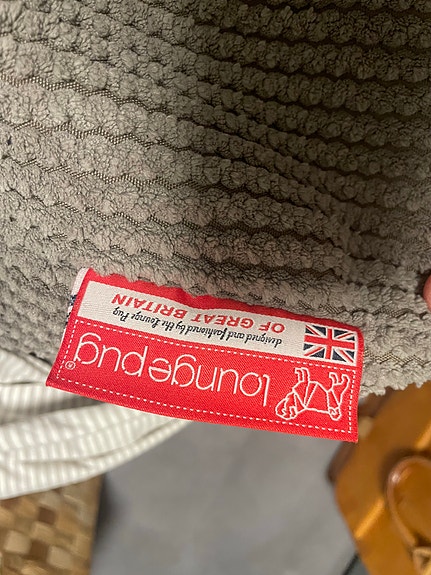 loungepug®
designed and fashioned by the Lounge Pug
OF GREAT BRITAIN